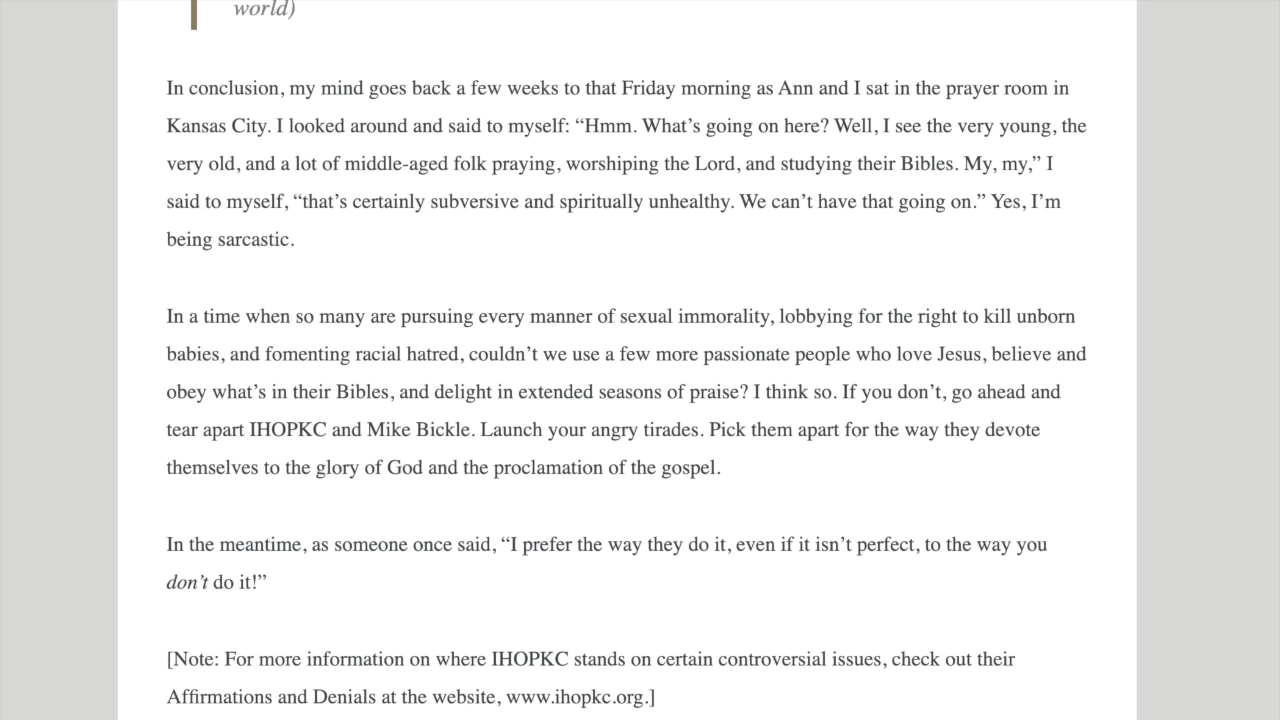 world)
In conclusion, my mind goes back a few weeks to that Friday morning as Ann and I sat in the prayer room in
Kansas City. I looked around and said to myself: “Hmm. What’s going on here? Well, I see the very young, the
very old, and a lot of middle-aged folk praying, worshiping the Lord, and studying their Bibles. My, my,” I
said to myself, “that’s certainly subversive and spiritually unhealthy. We can’t have that going on.” Yes, I’m
being sarcastic.
In a time when so many are pursuing every manner of sexual immorality, lobbying for the right to kill unborn
babies, and fomenting racial hatred, couldn’t we use a few more passionate people who love Jesus, believe and
obey what’s in their Bibles, and delight in extended seasons of praise? I think so. If you don’t, go ahead and
tear apart IHOPKC and Mike Bickle. Launch your angry tirades. Pick them apart for the way they devote
themselves to the glory of God and the proclamation of the gospel.
In the meantime, as someone once said, “I prefer the way they do it, even if it isn’t perfect, to the way you
don’t do it!”
[Note: For more information on where IHOPKC stands on certain controversial issues, check out their
Affirmations and Denials at the website, www.ihopkc.org.]